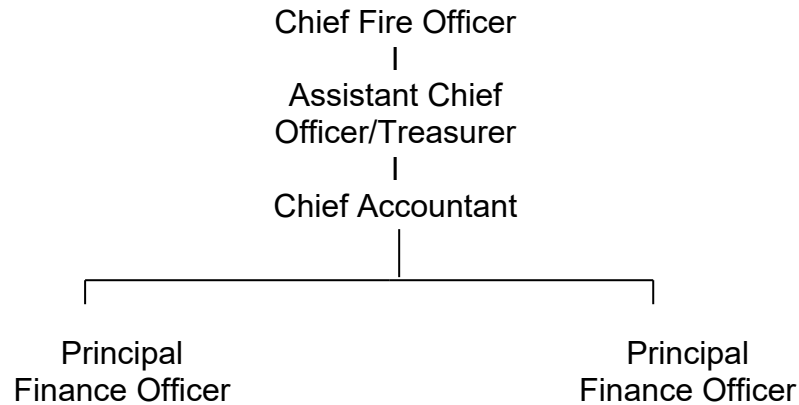 Chief Fire Officer
Assistant Chief
Officer/Treasurer
Chief Accountant
Principal
Finance Officer
Principal
Finance Officer